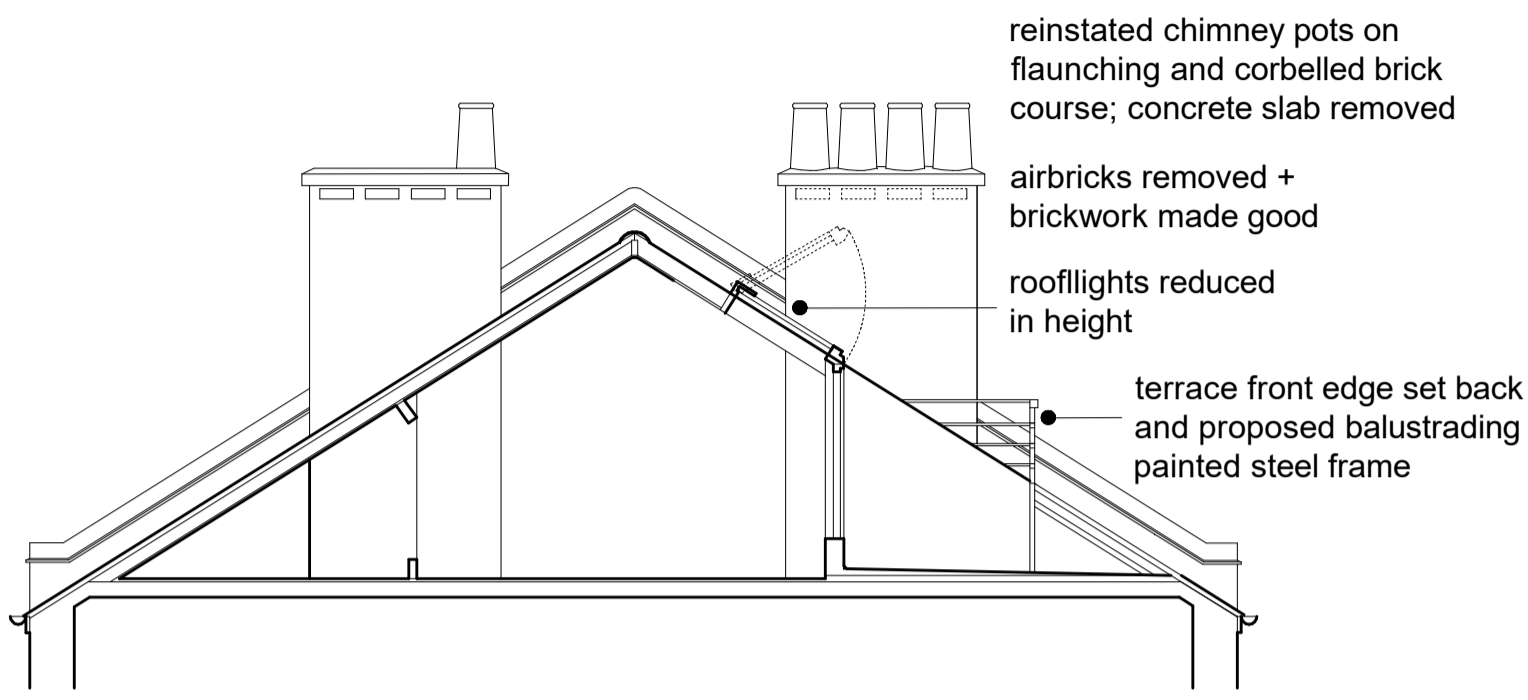 reinstated chimney pots on
flaunching and corbelled brick
course; concrete slab removed
airbricks removed +
brickwork made good
roofllights reduced
in height
terrace front edge set back
and proposed balustrading
painted steel frame